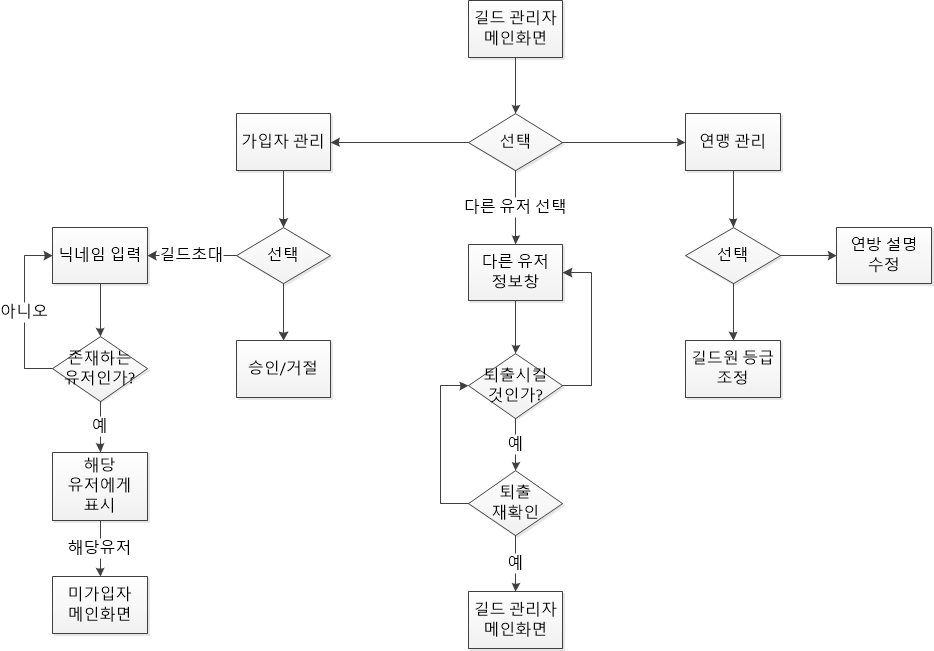 길드 관리자
메인화면
가입자 관리
선택
연맹 관리
다른 유저 선택
닉네임 입력
길드초대
선택
다른 유저
정보창
선택
연방 설명
수정
아니오
존재하는
유저인가?
승인/거절
퇴출시킬
것인가?
길드원 등급
조정
예
예
해당
유저에게
표시
퇴출
재확인
해당유저
예
미가입자
메인화면
길드 관리자
메인화면